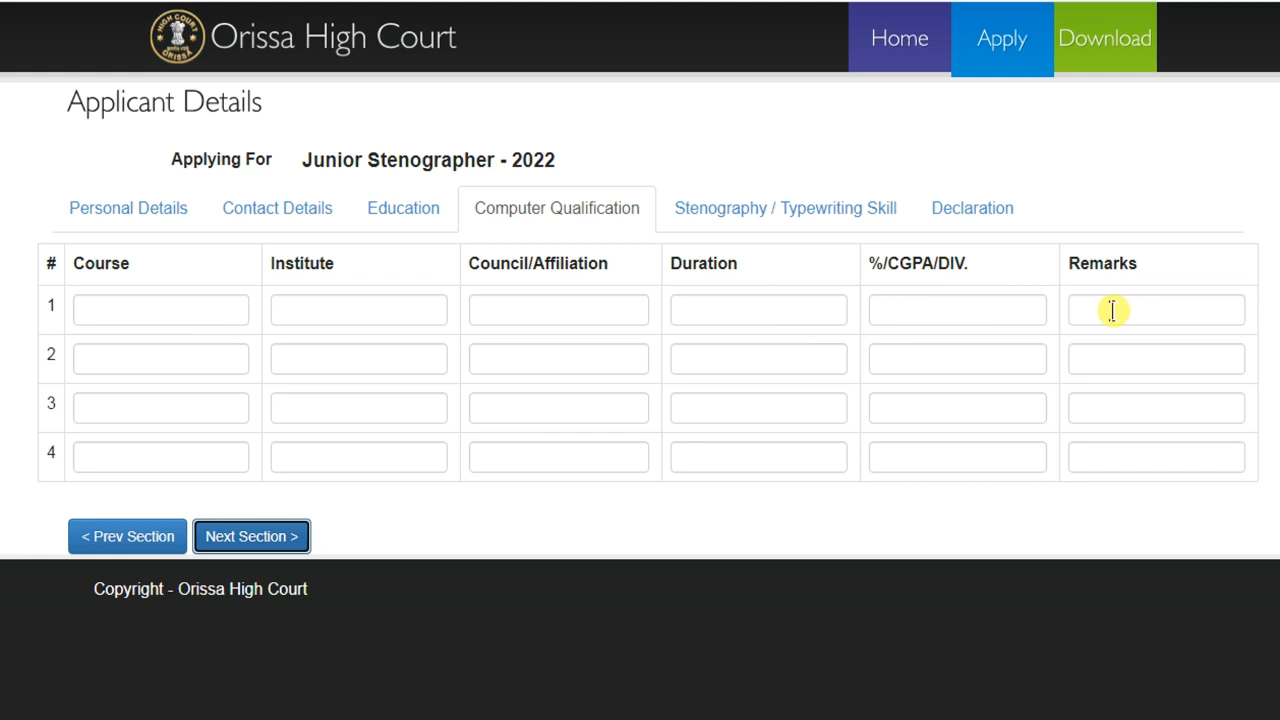 Orissa High Court
Home Apply Download
Applicant Details
Applying For Junior Stenographer - 2022
Personal Details Contact Details Education Computer Qualification Stenography / Typewriting Skill Declaration
# Course Institute Council/Affiliation Duration %/CGPA/DIV. Remarks
1
2
3
4
< Prev Section Next Section >
Copyright - Orissa High Court